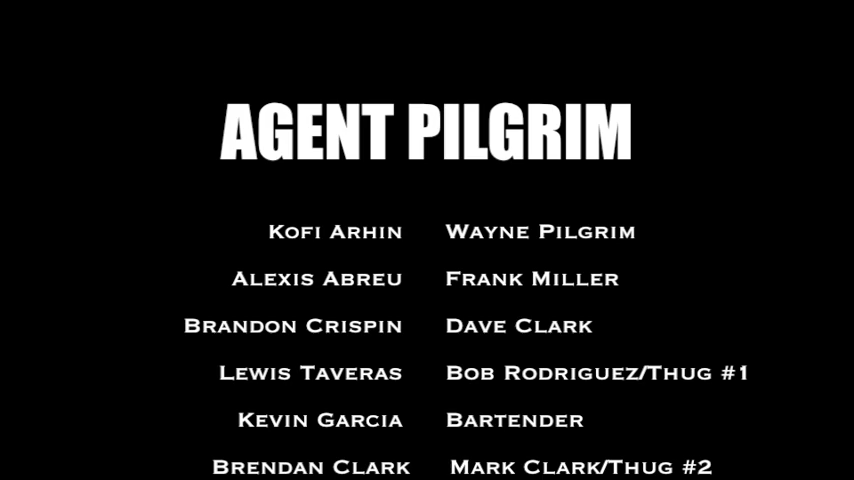 AGENT PILGRIM
Kofi Arhin Wayne Pilgrim
Alexis Abreu Frank Miller
Brandon Crispin Dave Clark
Lewis Taveras Bob Rodriguez/Thug #1
Kevin Garcia Bartender
Brendan Clark Mark Clark/Thug #2